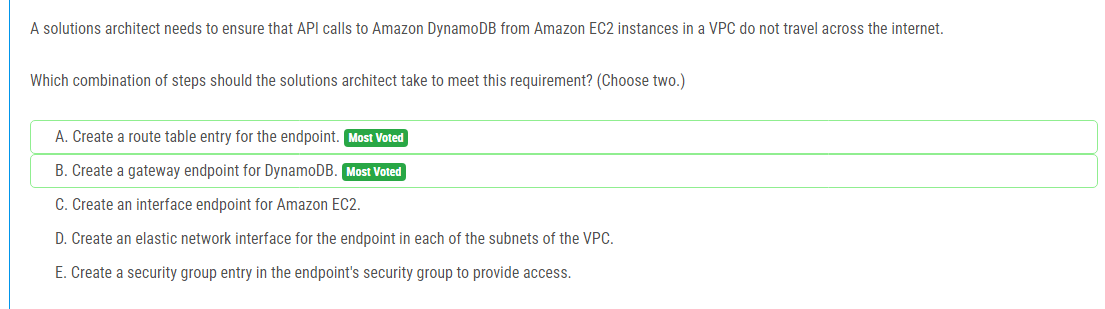 A solutions architect needs to ensure that API calls to Amazon DynamoDB from Amazon EC2 instances in a VPC do not travel across the internet.
Which combination of steps should the solutions architect take to meet this requirement? (Choose two.)
A. Create a route table entry for the endpoint. Most Voted
B. Create a gateway endpoint for DynamoDB. Most Voted
C. Create an interface endpoint for Amazon EC2.
D. Create an elastic network interface for the endpoint in each of the subnets of the VPC.
E. Create a security group entry in the endpoint's security group to provide access.